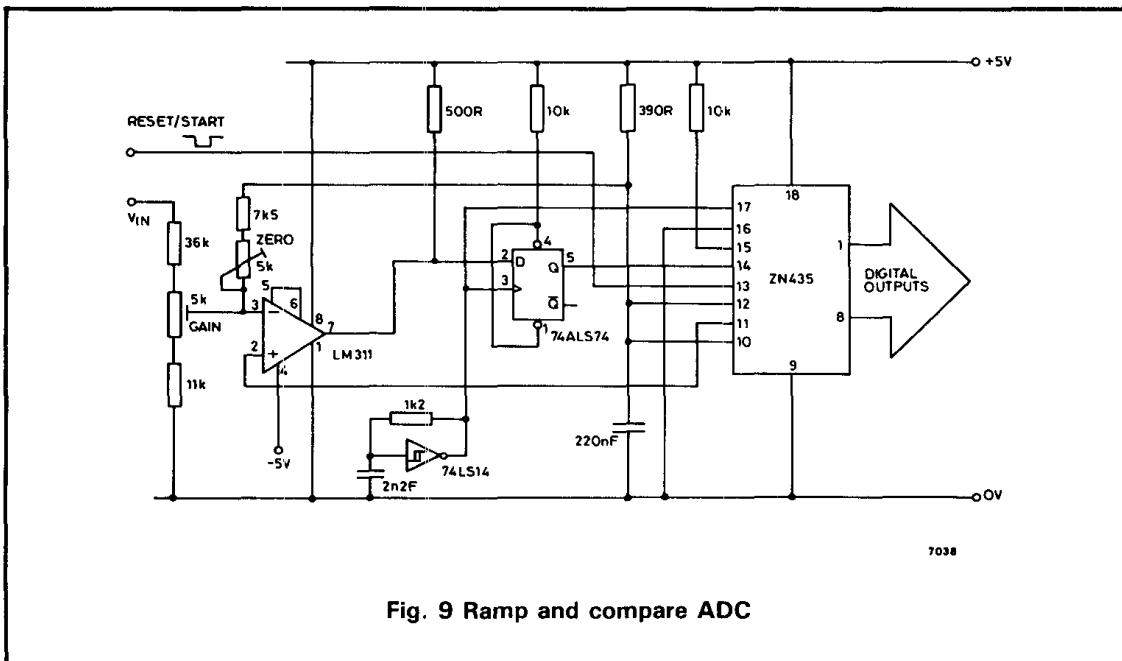 +5V
500R
10k
390R
10k
RESET/START
VIN
36k
7k5
ZERO
5k
5k
GAIN
11k
5
6
3
−
2
+
4
8
7
1
LM311
-5V
2
D
3
4
Q
5
Q̅
1
74ALS74
1k2
74LS14
2n2F
220nF
18
17
16
15
14
13
12
11
10
9
ZN435
1
8
DIGITAL
OUTPUTS
0V
7038
Fig. 9 Ramp and compare ADC